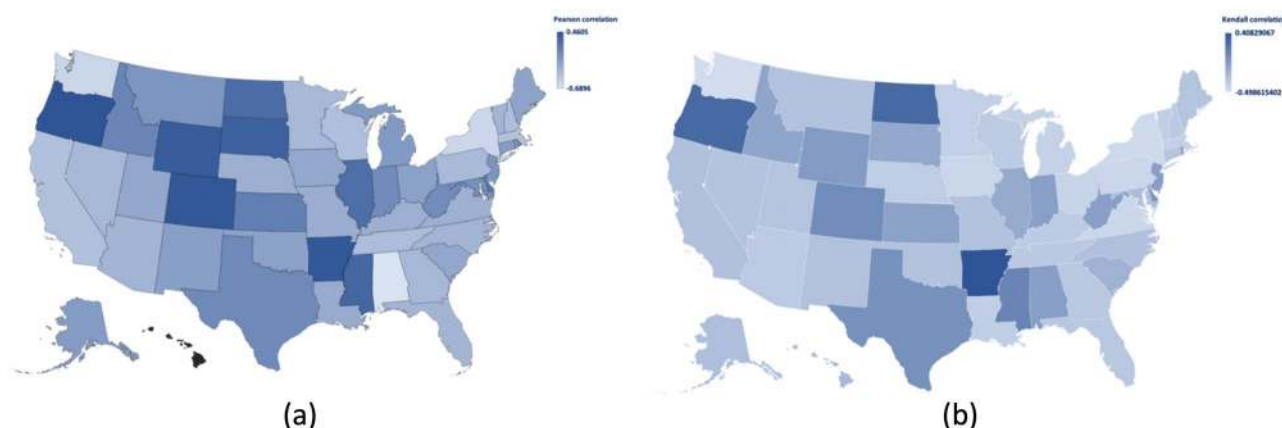 Pearson correlation
0.4605
-0.6896
Kendall correlation
0.40829067
-0.498615402
(a)
(b)